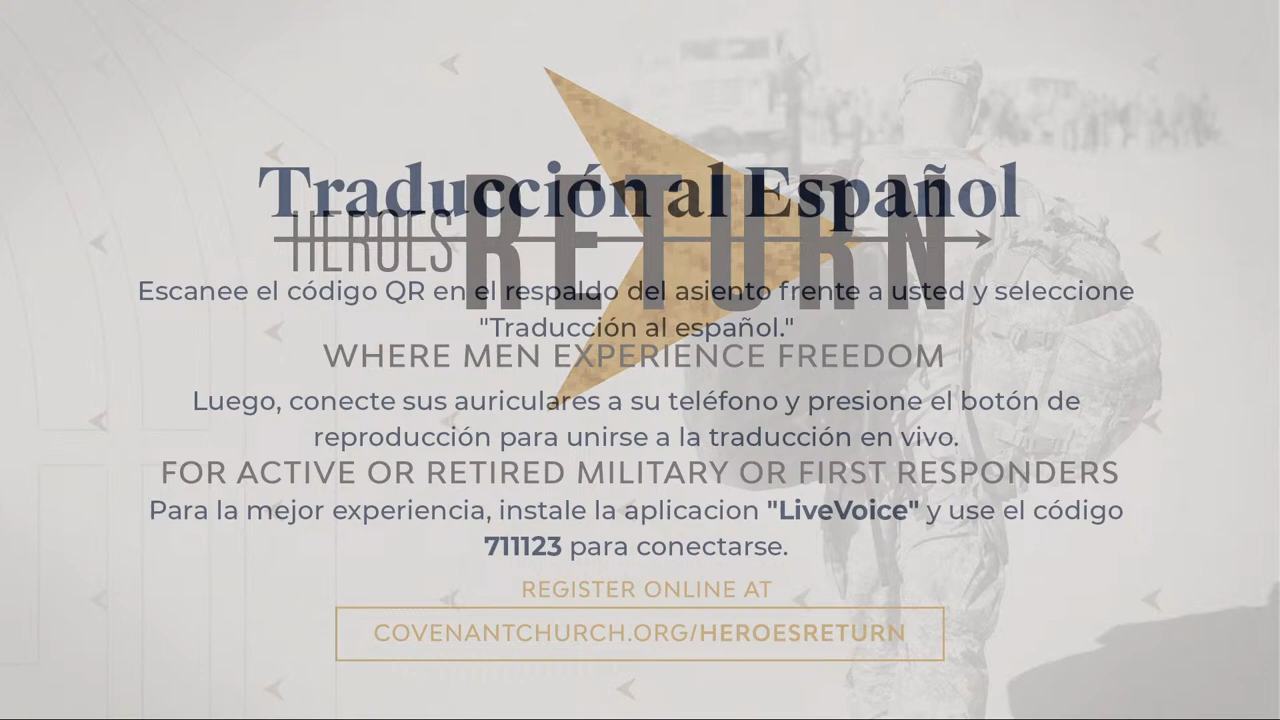 Traducción al Español
HEROES RETURN
Escanee el código QR en el respaldo del asiento frente a usted y seleccione
"Traducción al español."
WHERE MEN EXPERIENCE FREEDOM
Luego, conecte sus auriculares a su teléfono y presione el botón de
reproducción para unirse a la traducción en vivo.
FOR ACTIVE OR RETIRED MILITARY OR FIRST RESPONDERS
Para la mejor experiencia, instale la aplicacion "LiveVoice" y use el código
711123 para conectarse.
REGISTER ONLINE AT
COVENANTCHURCH.ORG/HEROESRETURN